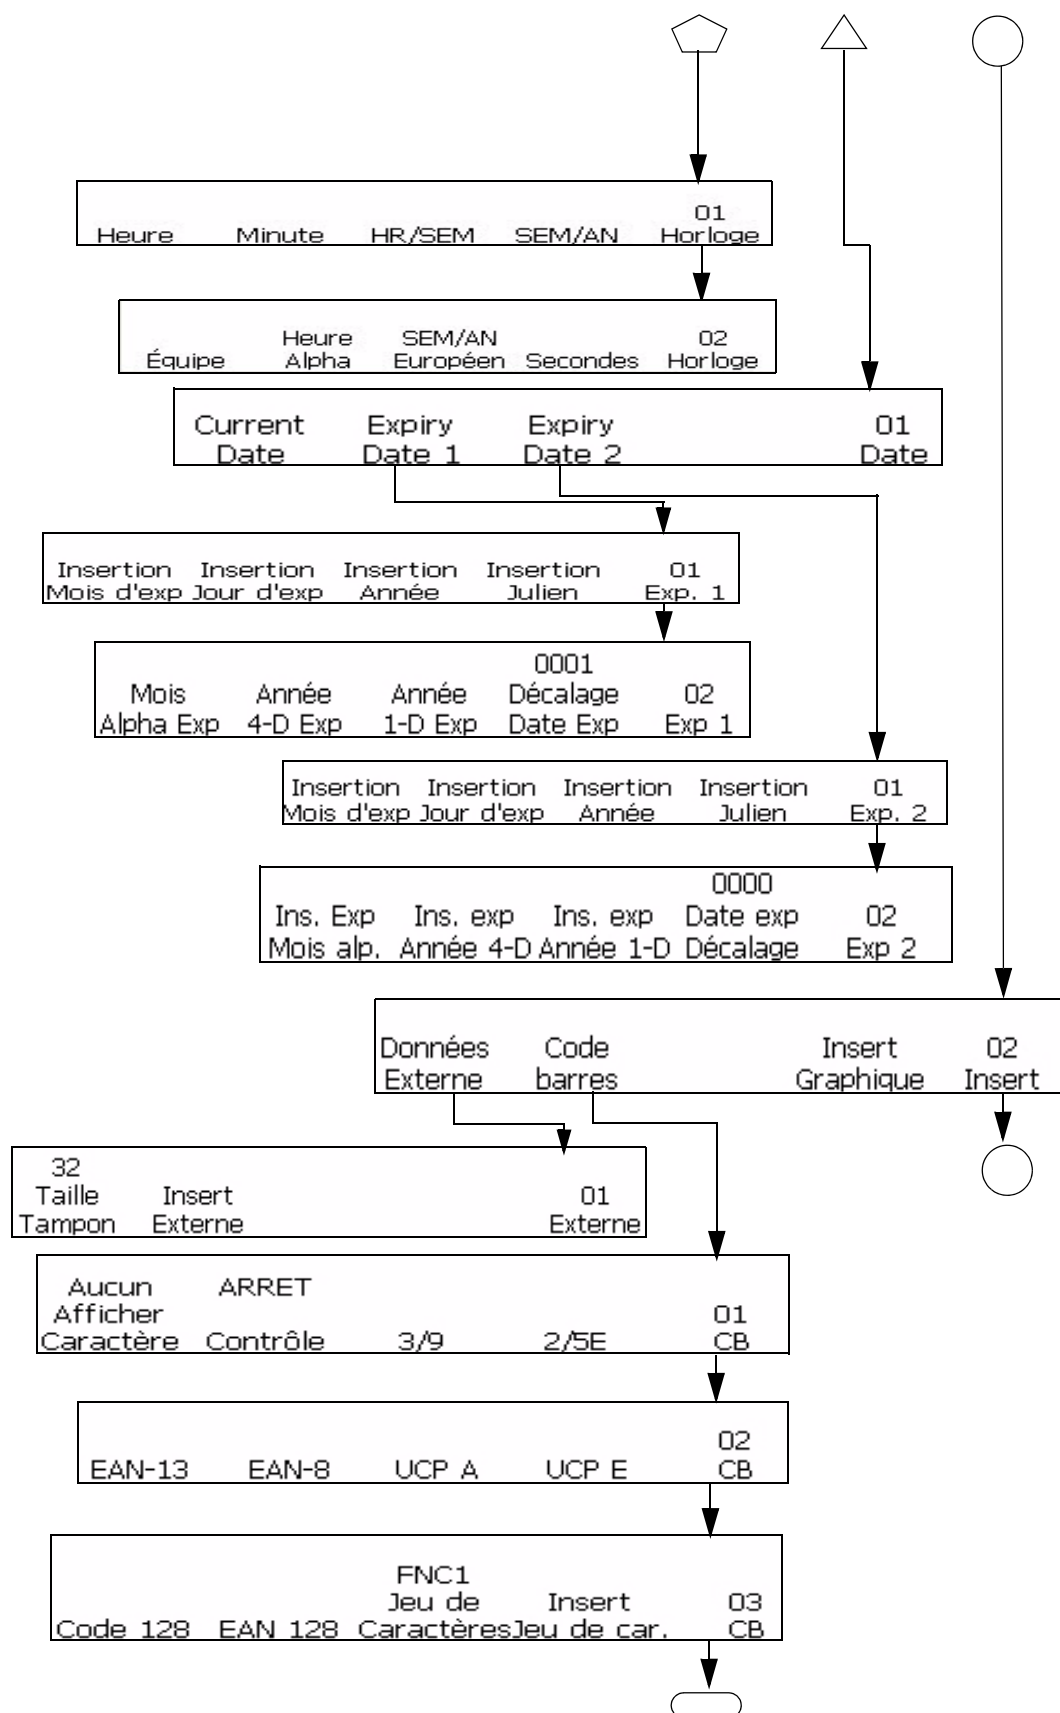 01
Heure Minute HR/SEM SEM/AN Horloge
Heure SEM/AN 02
Équipe Alpha Européen Secondes Horloge
Current Expiry Expiry 01
Date Date 1 Date 2 Date
Insertion Insertion Insertion Insertion 01
Mois d'exp Jour d'exp Année Julien Exp. 1
0001
Mois Année Année Décalage 02
Alpha Exp 4-D Exp 1-D Exp Date Exp Exp 1
Insertion Insertion Insertion Insertion 01
Mois d'exp Jour d'exp Année Julien Exp. 2
0000
Ins. Exp Ins. exp Ins. exp Date exp 02
Mois alp. Année 4-D Année 1-D Décalage Exp 2
Données Code Insert 02
Externe barres Graphique Insert
32
Taille Insert 01
Tampon Externe Externe
Aucun ARRET
Afficher 01
Caractère Contrôle 3/9 2/5E CB
02
EAN-13 EAN-8 UCP A UCP E CB
FNC1
Jeu de Insert 03
Code 128 EAN 128 Caractères Jeu de car. CB